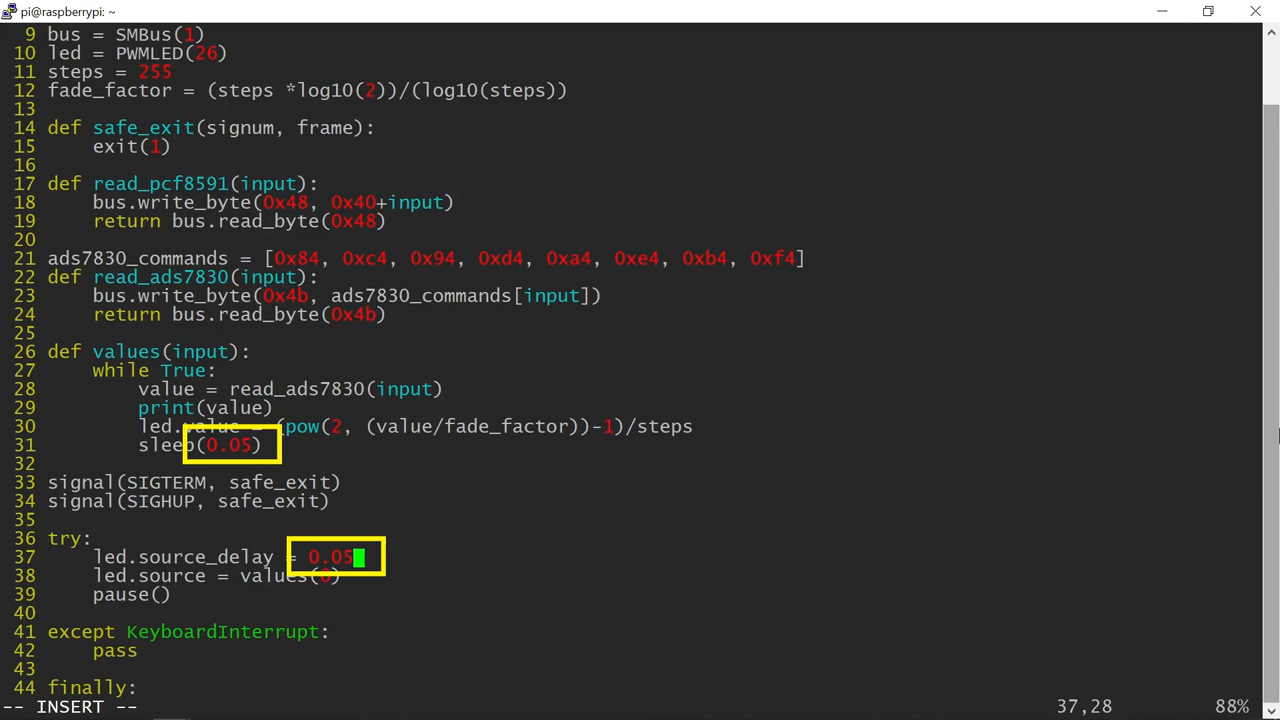 pi@raspberrypi: ~
9 bus = SMBus(1)
10 led = PWMLED(26)
11 steps = 255
12 fade_factor = (steps *log10(2))/(log10(steps))
13
14 def safe_exit(signum, frame):
15     exit(1)
16
17 def read_pcf8591(input):
18     bus.write_byte(0x48, 0x40+input)
19     return bus.read_byte(0x48)
20
21 ads7830_commands = [0x84, 0xc4, 0x94, 0xd4, 0xa4, 0xe4, 0xb4, 0xf4]
22 def read_ads7830(input):
23     bus.write_byte(0x4b, ads7830_commands[input])
24     return bus.read_byte(0x4b)
25
26 def values(input):
27     while True:
28         value = read_ads7830(input)
29         print(value)
30         led.value = (pow(2, (value/fade_factor))-1)/steps
31         sleep(0.05)
32
33 signal(SIGTERM, safe_exit)
34 signal(SIGHUP, safe_exit)
35
36 try:
37     led.source_delay = 0.05
38     led.source = values(0)
39     pause()
40
41 except KeyboardInterrupt:
42     pass
43
44 finally:
-- INSERT -- 37,28 88%